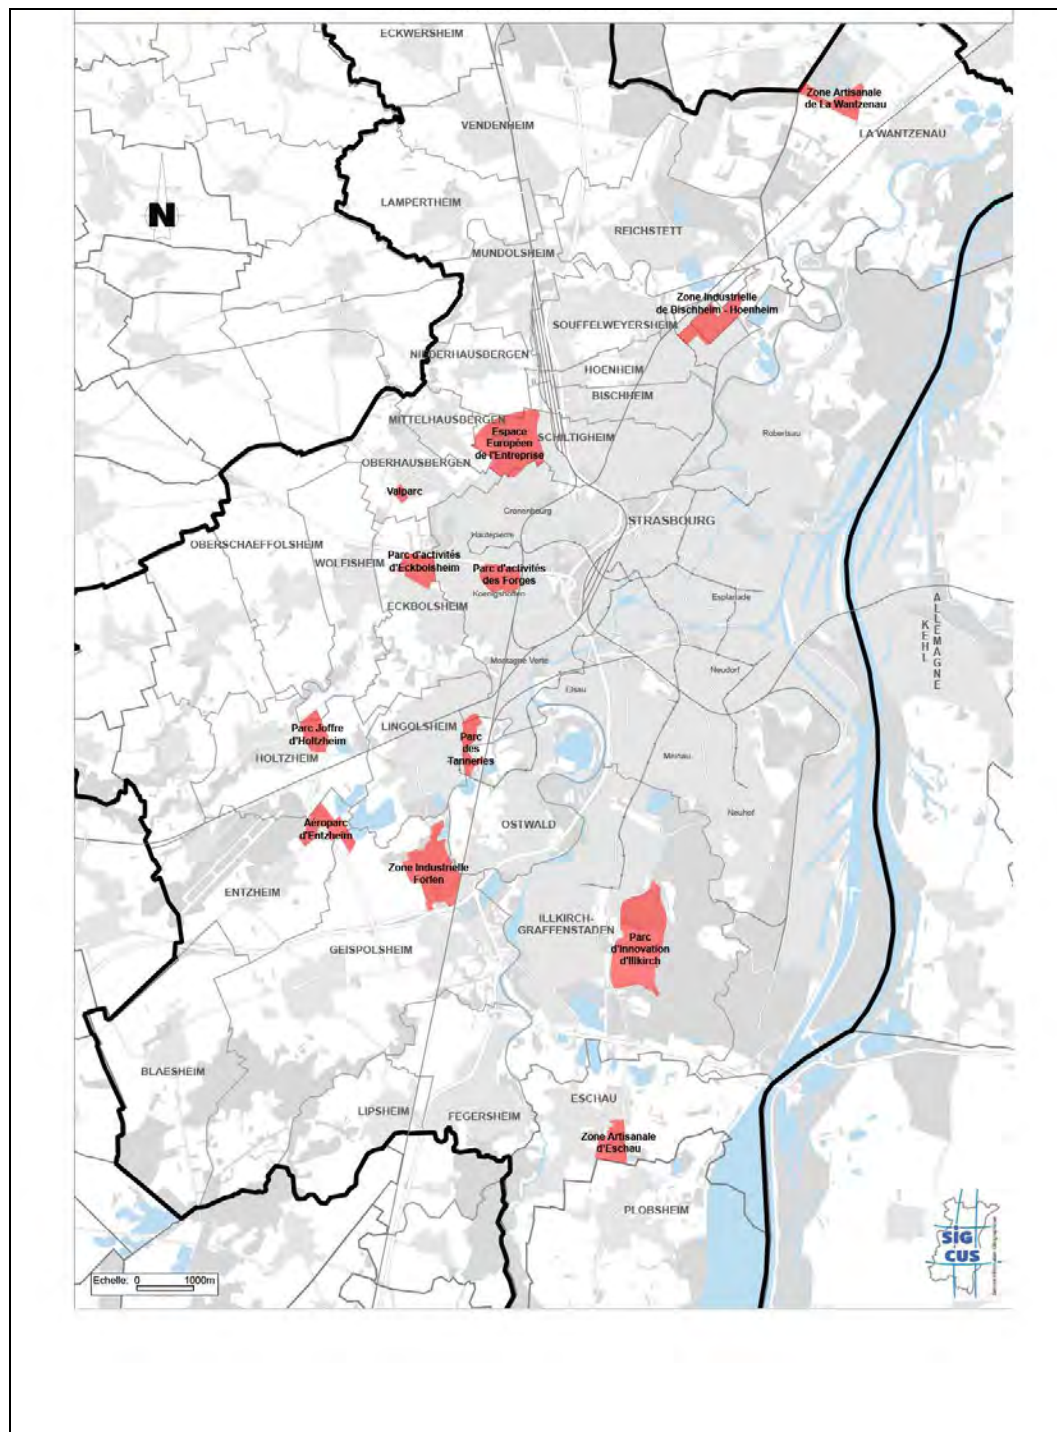 ECKWERSHEIM
Zone Artisanale
de La Wantzenau
VENDENHEIM
LA WANTZENAU
LAMPERTHEIM
N
REICHSTETT
MUNDOLSHEIM
Zone Industrielle
de Bischheim - Hoenheim
SOUFFELWEYERSHEIM
NIEDERHAUSBERGEN
HOENHEIM
BISCHHEIM
MITTELHAUSBERGEN
Espace
Européen
de l'Entreprise
SCHILTIGHEIM
Robertsau
OBERHAUSBERGEN
Valparc
Cronenbourg
STRASBOURG
Hautepierre
OBERSCHAEFFOLSHEIM
WOLFISHEIM
Parc d'activités
d'Eckbolsheim
Parc d'activités
des Forges
Koenigshoffen
ECKBOLSHEIM
Esplanade
KEHL
ALLEMAGNE
Montagne Verte
Neudorf
Elsau
Parc Joffre
d'Holtzheim
LINGOLSHEIM
Parc
des
Tanneries
HOLTZHEIM
Meinau
Aéroparc
d'Entzheim
OSTWALD
Neuhof
Zone Industrielle
Forlen
ENTZHEIM
ILLKIRCH-
GRAFFENSTADEN
Parc
d'Innovation
d'Illkirch
GEISPOLSHEIM
BLAESHEIM
ESCHAU
LIPSHEIM
FEGERSHEIM
Zone Artisanale
d'Eschau
PLOBSHEIM
SIG
CUS
Echelle: 0 1000m